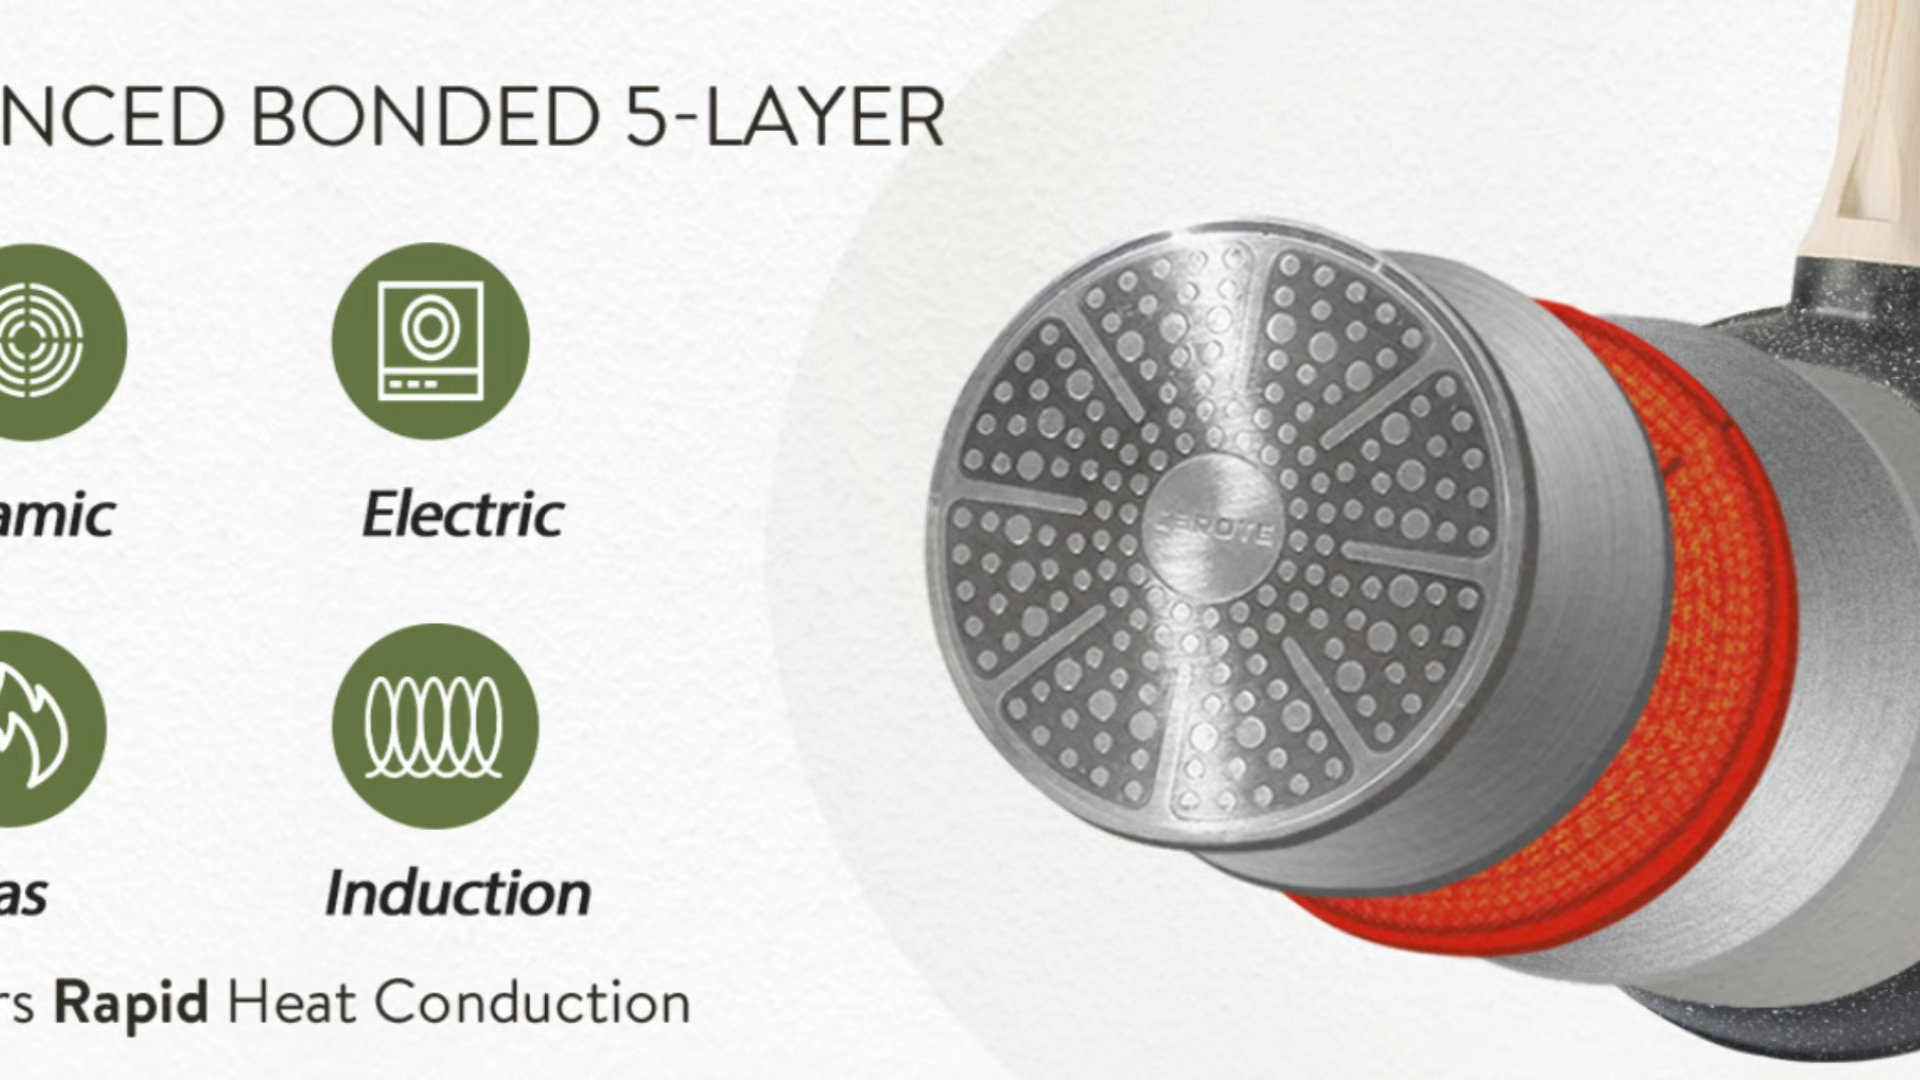 NCED BONDED 5-LAYER
amic
Electric
as
Induction
rs Rapid Heat Conduction